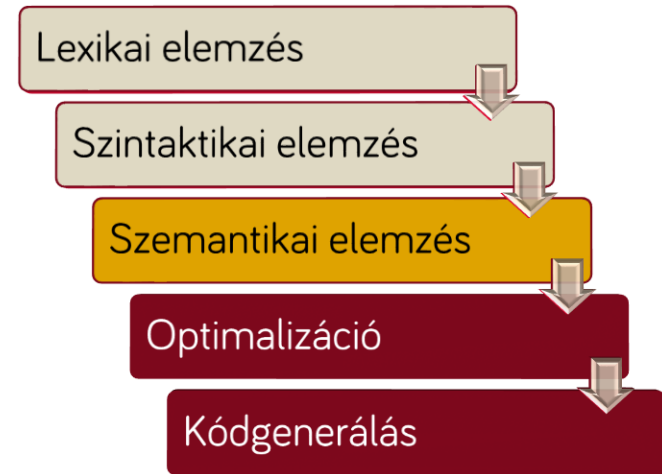 Lexikai elemzés
Szintaktikai elemzés
Szemantikai elemzés
Optimalizáció
Kódgenerálás